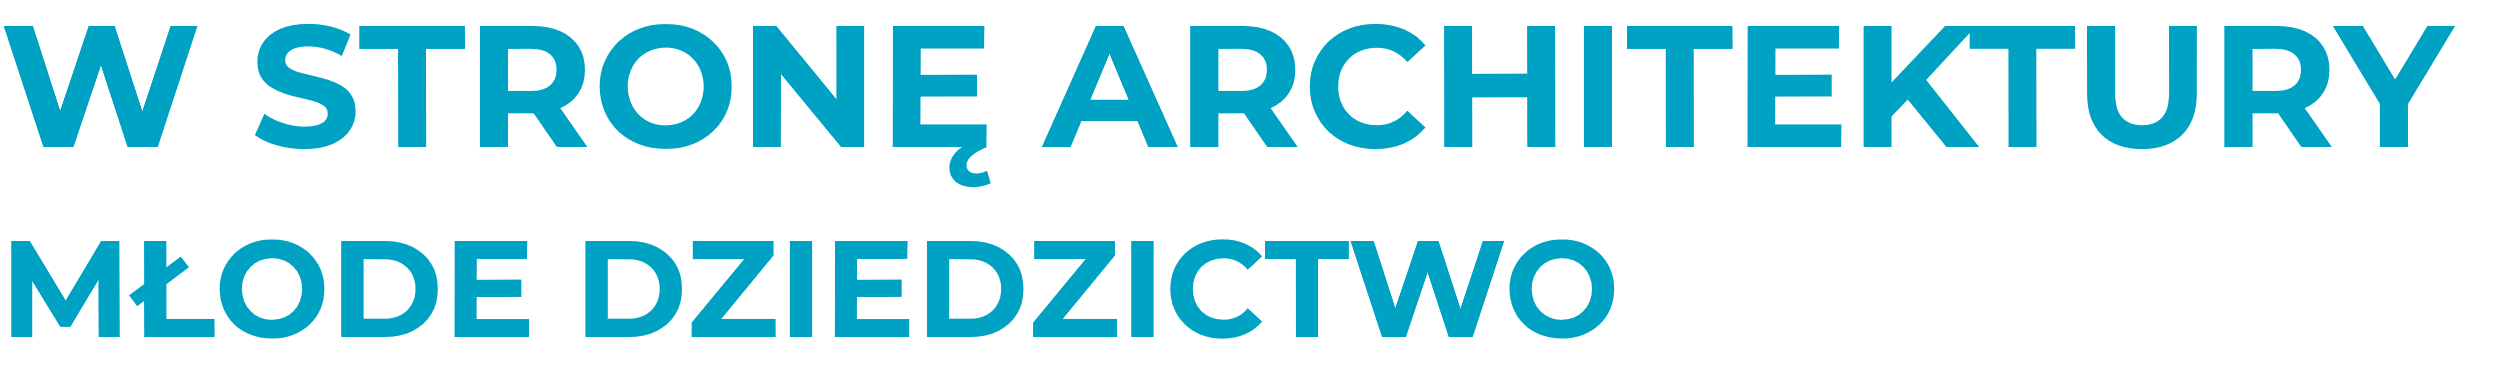 W STRONĘ ARCHITEKTURY
MŁODE DZIEDZICTWO